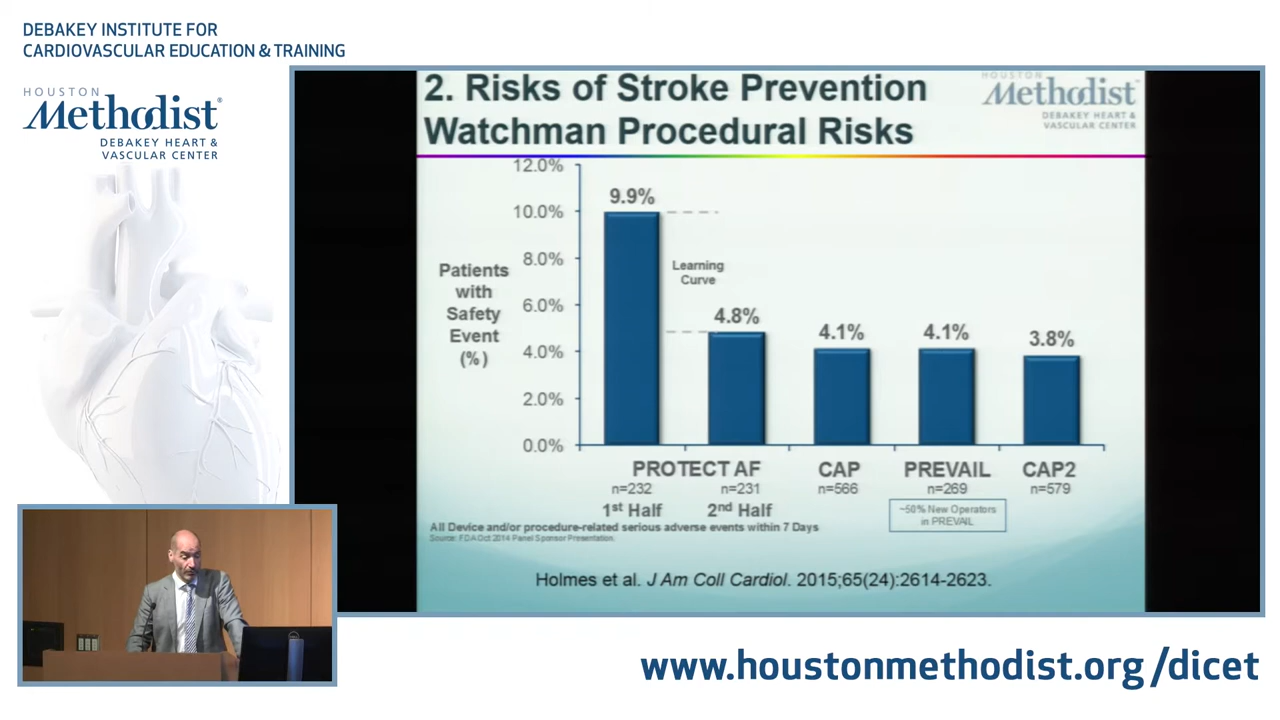 DEBAKEY INSTITUTE FOR
CARDIOVASCULAR EDUCATION & TRAINING
HOUSTON
Methodist®
DEBAKEY HEART &
VASCULAR CENTER
2. Risks of Stroke Prevention
Watchman Procedural Risks
HOUSTON
Methodist
DEBAKEY HEART &
VASCULAR CENTER
Patients
with
Safety
Event
(%)
12.0%
10.0%
8.0%
6.0%
4.0%
2.0%
0.0%
9.9%
Learning
Curve
4.8%
4.1%
4.1%
3.8%
PROTECT AF CAP PREVAIL CAP2
n=232 n=231 n=566 n=269 n=579
1st Half 2nd Half
~50% New Operators
in PREVAIL
All Device and/or procedure-related serious adverse events within 7 Days
Source: FDA Oct 2014 Panel Sponsor Presentation.
Holmes et al. J Am Coll Cardiol. 2015;65(24):2614-2623.
www.houstonmethodist.org/dicet